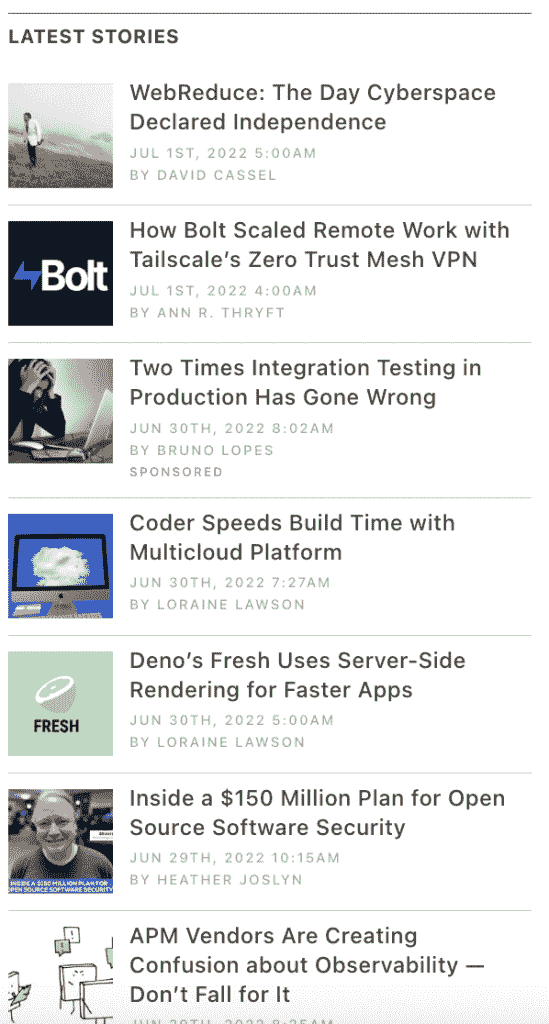 LATEST STORIES
WebReduce: The Day Cyberspace
Declared Independence
JUL 1ST, 2022 5:00AM
BY DAVID CASSEL
Bolt
How Bolt Scaled Remote Work with
Tailscale’s Zero Trust Mesh VPN
JUL 1ST, 2022 4:00AM
BY ANN R. THRYFT
Two Times Integration Testing in
Production Has Gone Wrong
JUN 30TH, 2022 8:02AM
BY BRUNO LOPES
SPONSORED
Coder Speeds Build Time with
Multicloud Platform
JUN 30TH, 2022 7:27AM
BY LORAINE LAWSON
FRESH
Deno’s Fresh Uses Server-Side
Rendering for Faster Apps
JUN 30TH, 2022 5:00AM
BY LORAINE LAWSON
INSIDE A $150 MILLION PLAN FOR
OPEN SOURCE SOFTWARE SECURITY
Inside a $150 Million Plan for Open
Source Software Security
JUN 29TH, 2022 10:15AM
BY HEATHER JOSLYN
APM Vendors Are Creating
Confusion about Observability —
Don’t Fall for It
JUN 29TH, 2022 8:25AM